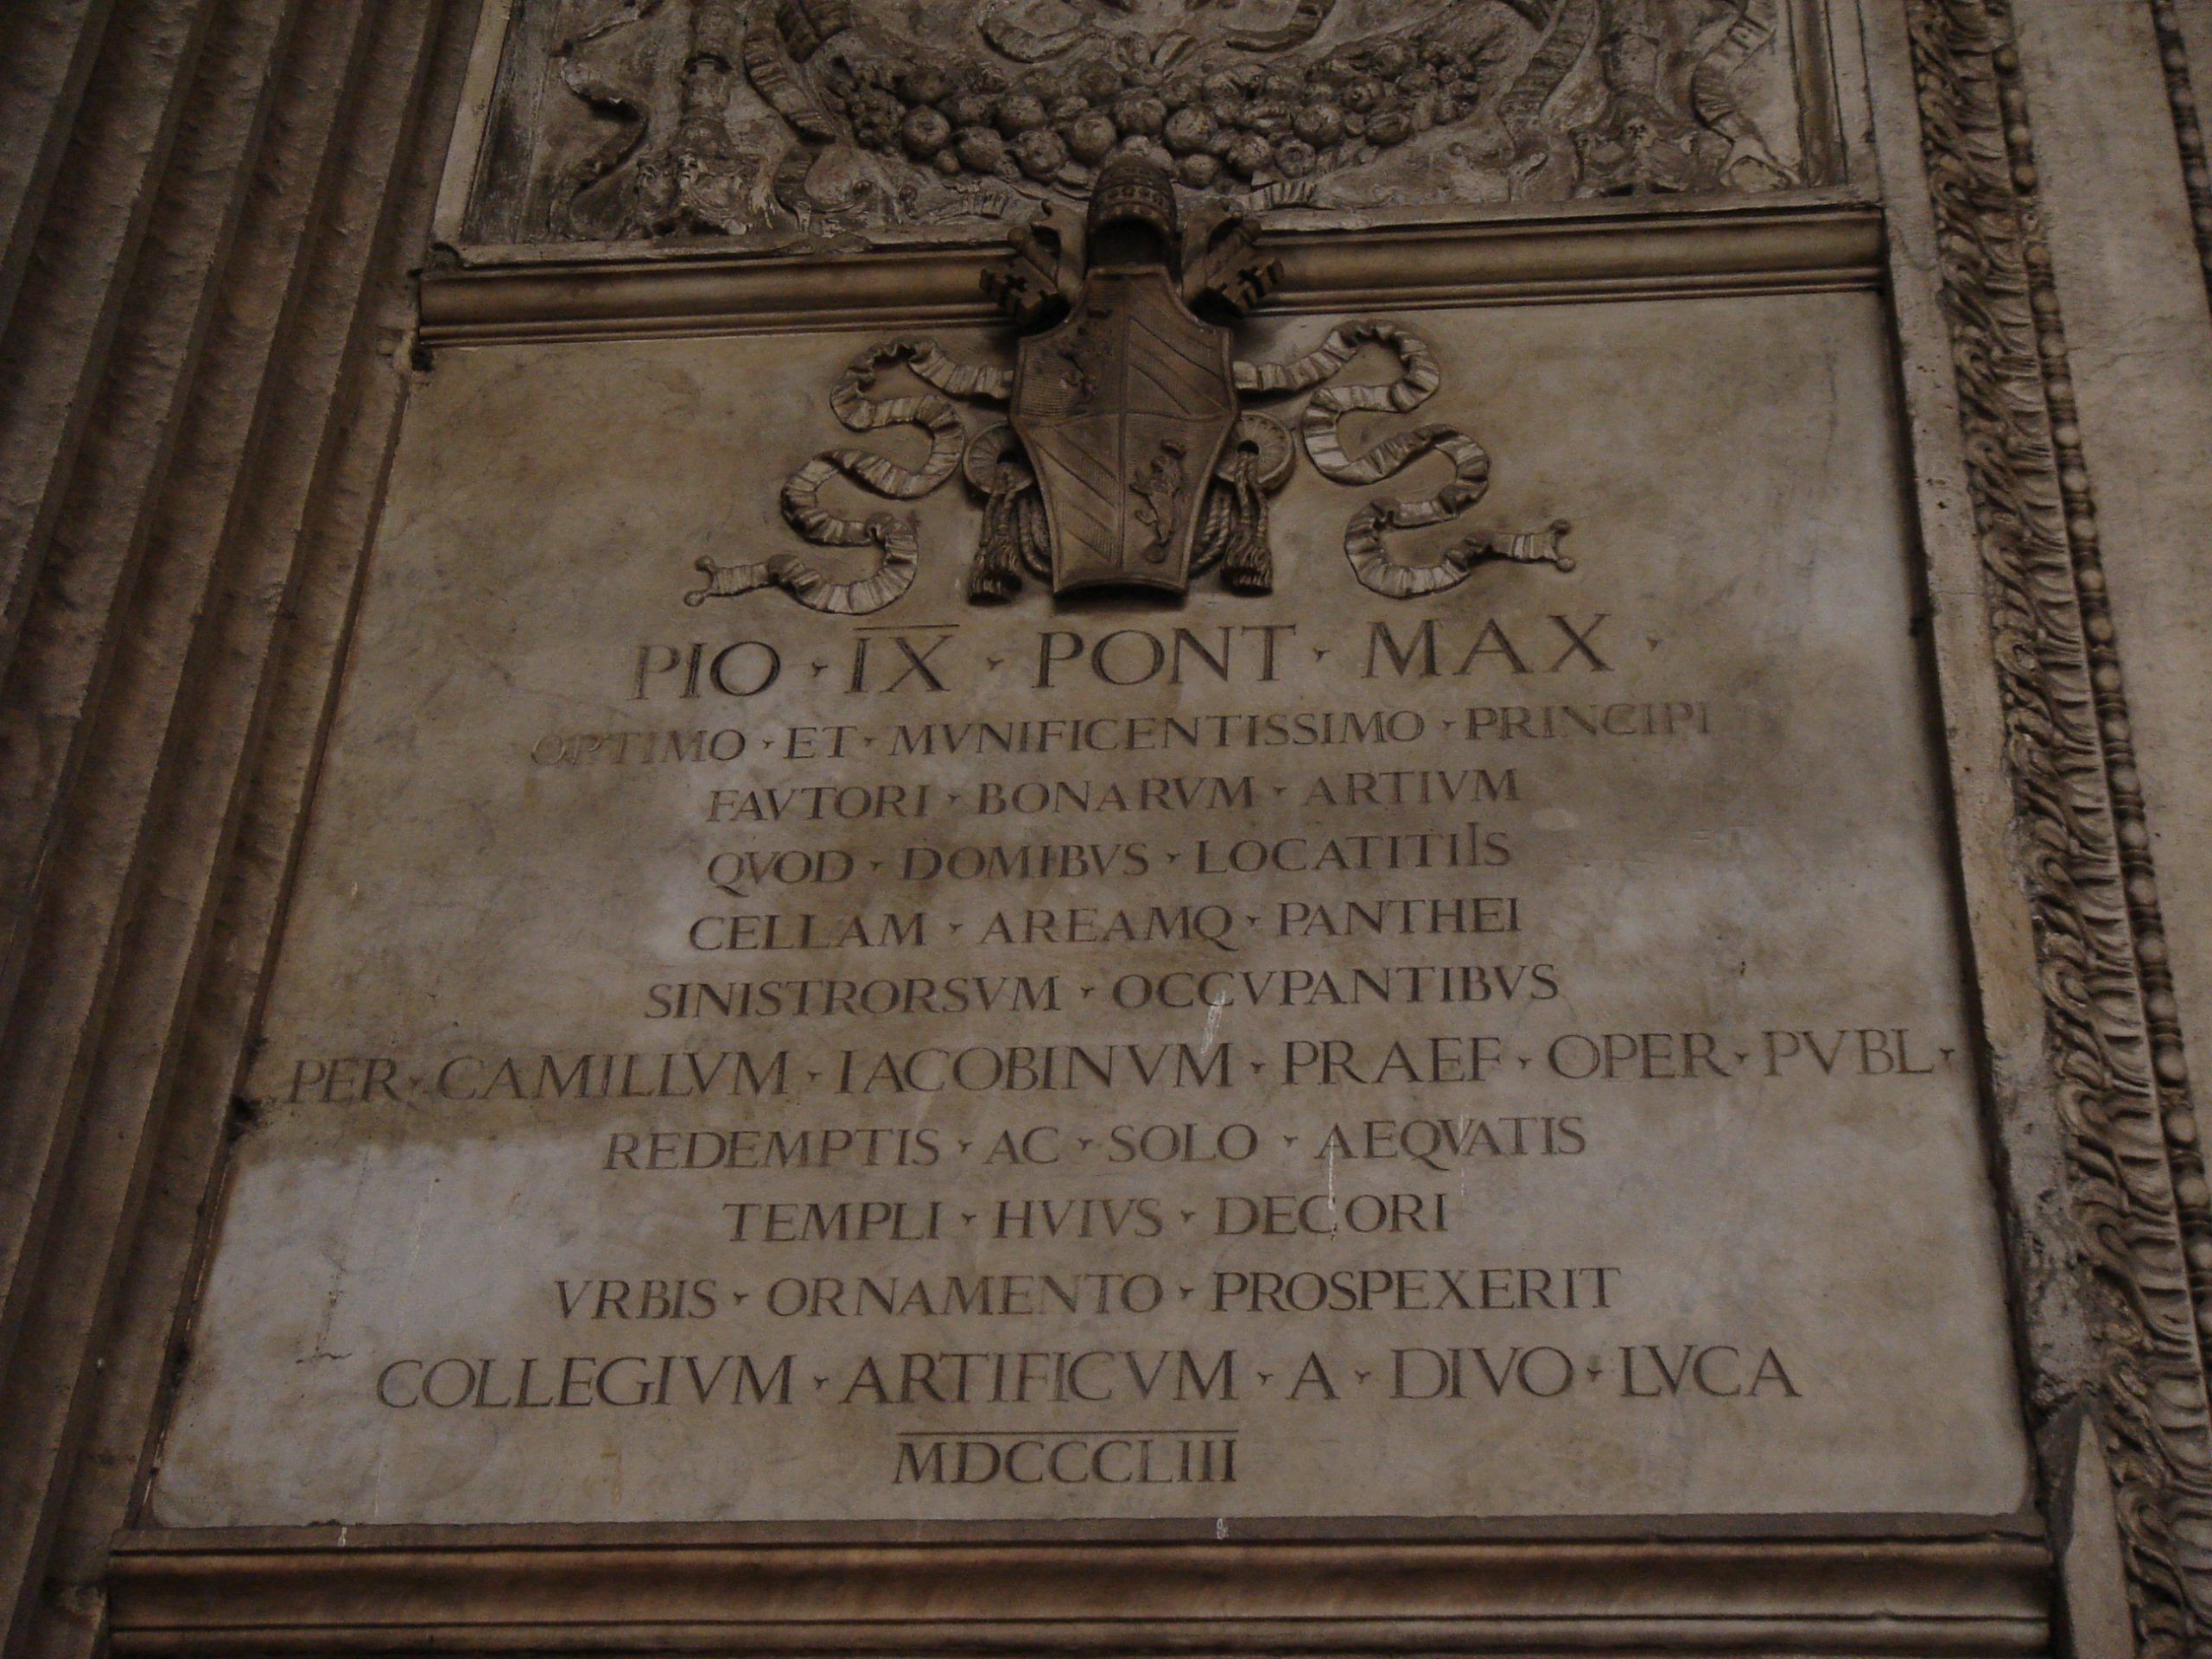 PIO · IX · PONT · MAX ·
OPTIMO · ET · MVNIFICENTISSIMO · PRINCIPI
FAVTORI · BONARVM · ARTIVM
QVOD · DOMIBVS · LOCATITIIS
CELLAM · AREAMQ · PANTHEI
SINISTRORSVM · OCCVPANTIBVS
PER · CAMILLVM · IACOBINVM · PRAEF · OPER · PVBL ·
REDEMPTIS · AC · SOLO · AEQVATIS
TEMPLI · HVIVS · DECORI
VRBIS · ORNAMENTO · PROSPEXERIT
COLLEGIVM · ARTIFICVM · A · DIVO · LVCA
MDCCCLIII